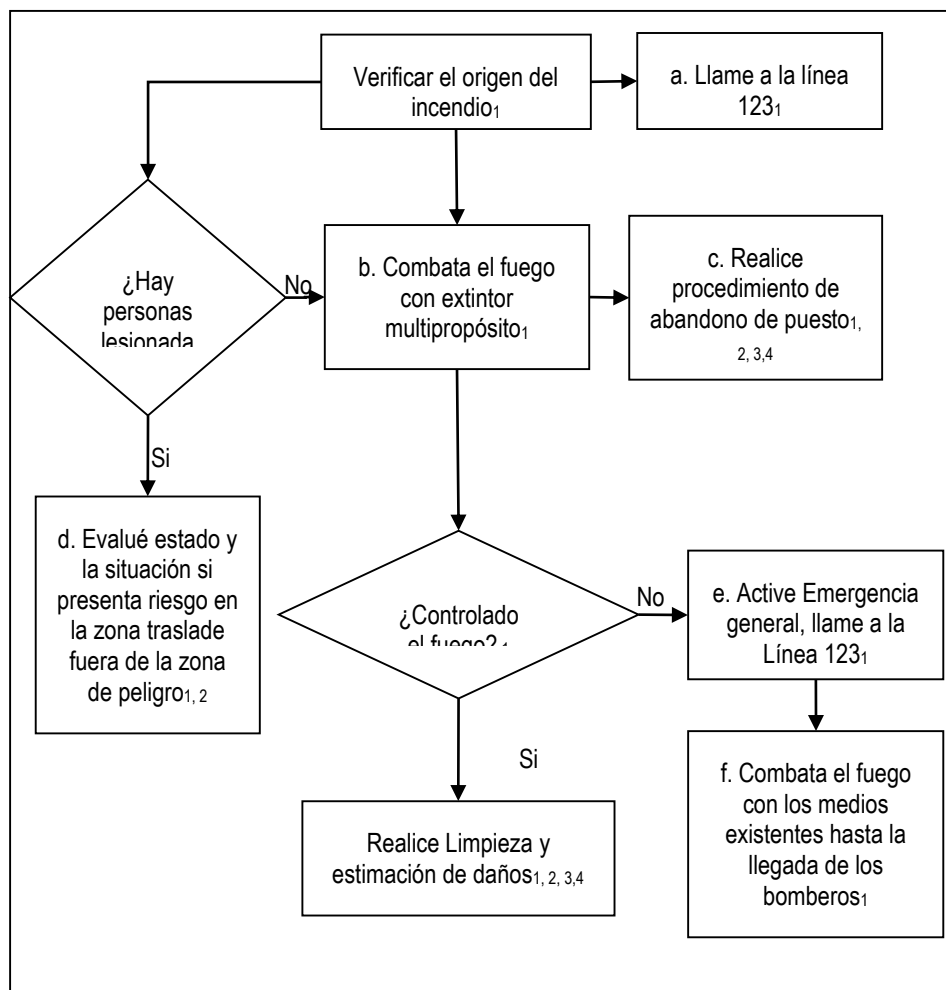 Verificar el origen del
incendio1
a. Llame a la línea
1231
¿Hay
personas
lesionada
No
b. Combata el fuego
con extintor
multipropósito1
c. Realice
procedimiento de
abandono de puesto1,
2, 3,4
Si
d. Evalué estado y
la situación si
presenta riesgo en
la zona traslade
fuera de la zona
de peligro1, 2
¿Controlado
el fuego?1
No
e. Active Emergencia
general, llame a la
Línea 1231
Si
Realice Limpieza y
estimación de daños1, 2, 3,4
f. Combata el fuego
con los medios
existentes hasta la
llegada de los
bomberos1